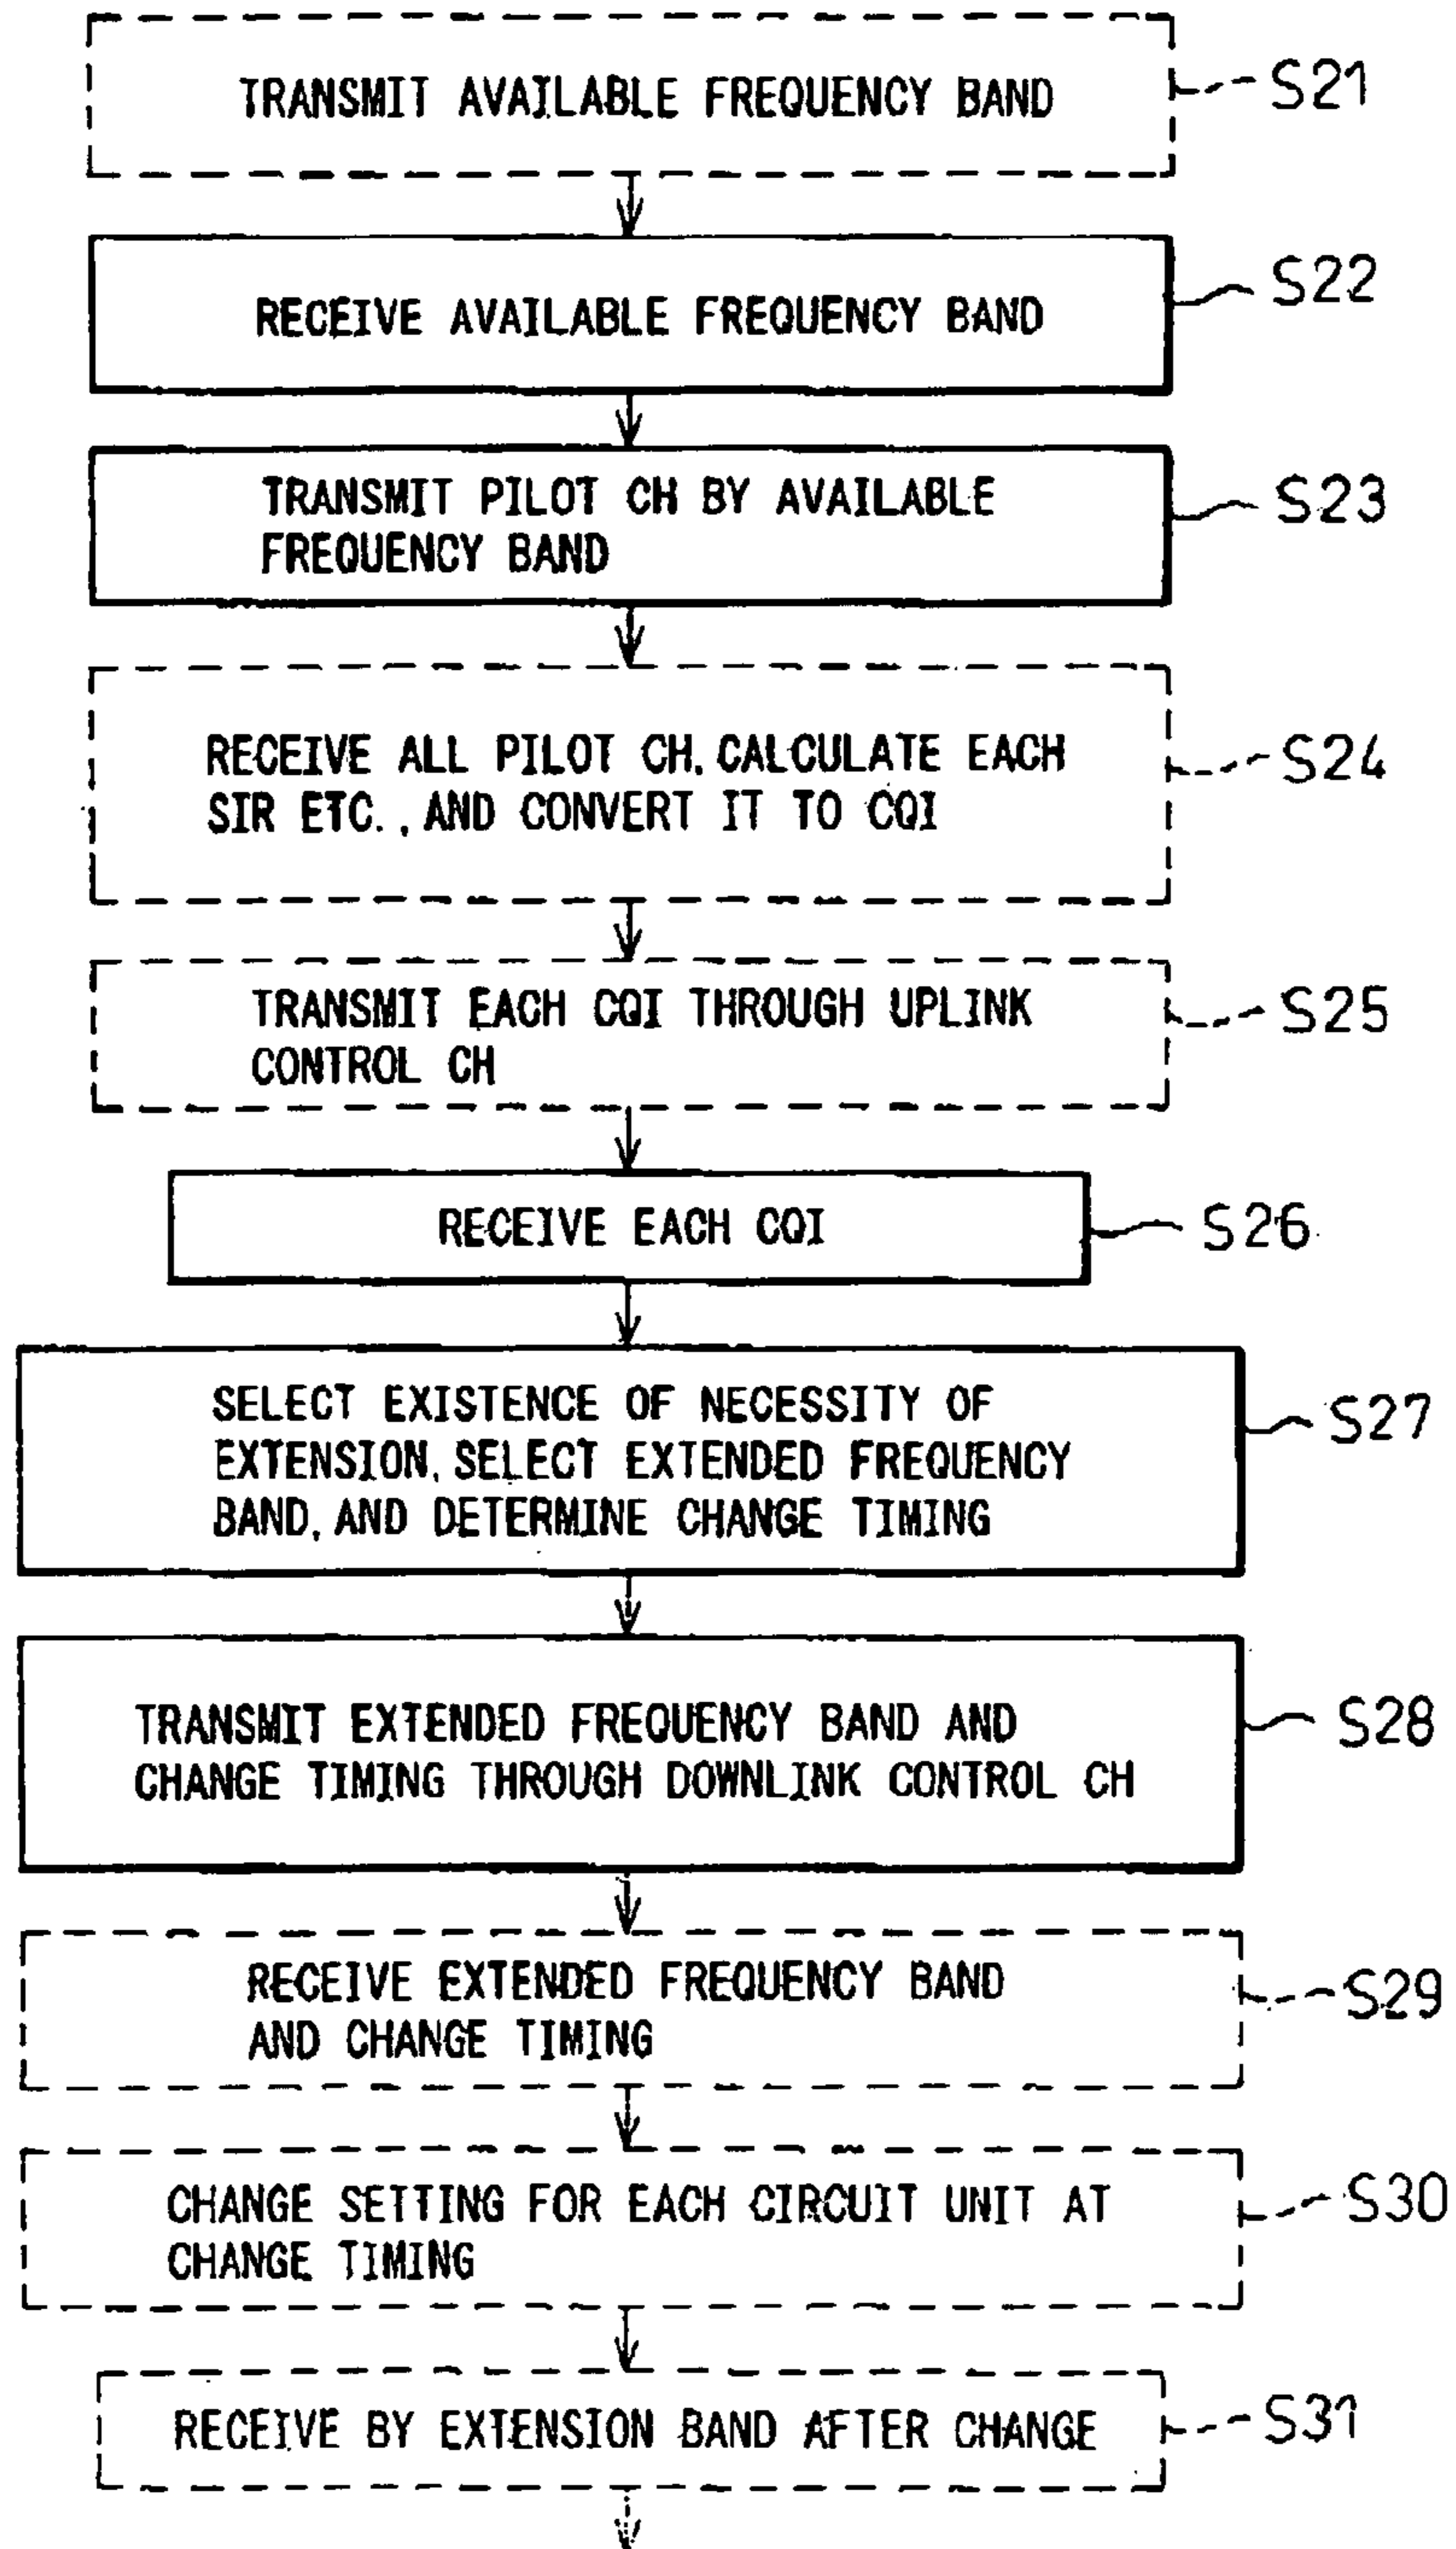 TRANSMIT AVAILABLE FREQUENCY BAND
S21
RECEIVE AVAILABLE FREQUENCY BAND
S22
TRANSMIT PILOT CH BY AVAILABLE
FREQUENCY BAND
S23
RECEIVE ALL PILOT CH, CALCULATE EACH
SIR ETC., AND CONVERT IT TO CQI
S24
TRANSMIT EACH CQI THROUGH UPLINK
CONTROL CH
S25
RECEIVE EACH CQI
S26
SELECT EXISTENCE OF NECESSITY OF
EXTENSION, SELECT EXTENDED FREQUENCY
BAND, AND DETERMINE CHANGE TIMING
S27
TRANSMIT EXTENDED FREQUENCY BAND AND
CHANGE TIMING THROUGH DOWNLINK CONTROL CH
S28
RECEIVE EXTENDED FREQUENCY BAND
AND CHANGE TIMING
S29
CHANGE SETTING FOR EACH CIRCUIT UNIT AT
CHANGE TIMING
S30
RECEIVE BY EXTENSION BAND AFTER CHANGE
S31